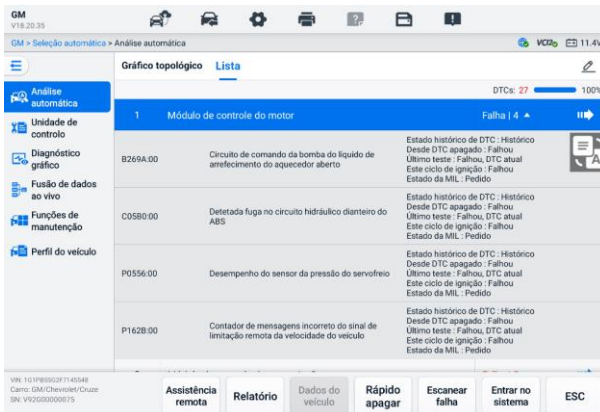 GM
V18.20.35
GM > Seleção automática > Análise automática
VCI
11.4V
Gráfico topológico Lista
DTCs: 27 100%
Análise
automática
Unidade de
controlo
Diagnóstico
gráfico
Fusão de dados
ao vivo
Funções de
manutenção
Perfil do veículo
1 Módulo de controle do motor Falha | 4
B269A:00
Circuito de comando da bomba do líquido de
arrefecimento do aquecedor aberto
Estado histórico de DTC : Histórico
Desde DTC apagado : Falhou
Último teste : Falhou, DTC atual
Este ciclo de ignição : Falhou
Estado da MIL : Pedido
C05B0:00
Detetada fuga no circuito hidráulico dianteiro do
ABS
Estado histórico de DTC : Histórico
Desde DTC apagado : Falhou
Último teste : Falhou, DTC atual
Este ciclo de ignição : Falhou
Estado da MIL : Pedido
P0556:00
Desempenho do sensor da pressão do servofreio
Estado histórico de DTC : Histórico
Desde DTC apagado : Falhou
Último teste : Falhou, DTC atual
Este ciclo de ignição : Falhou
Estado da MIL : Pedido
P162B:00
Contador de mensagens incorreto do sinal de
limitação remota da velocidade do veículo
Estado histórico de DTC : Histórico
Desde DTC apagado : Falhou
Último teste : Falhou, DTC atual
Este ciclo de ignição : Falhou
Estado da MIL : Pedido
Carro: GM/Chevrolet/Cruze
SN: V92G00000075
Assistência
remota
Relatório
Dados do
veículo
Rápido
apagar
Escanear
falha
Entrar no
sistema
ESC